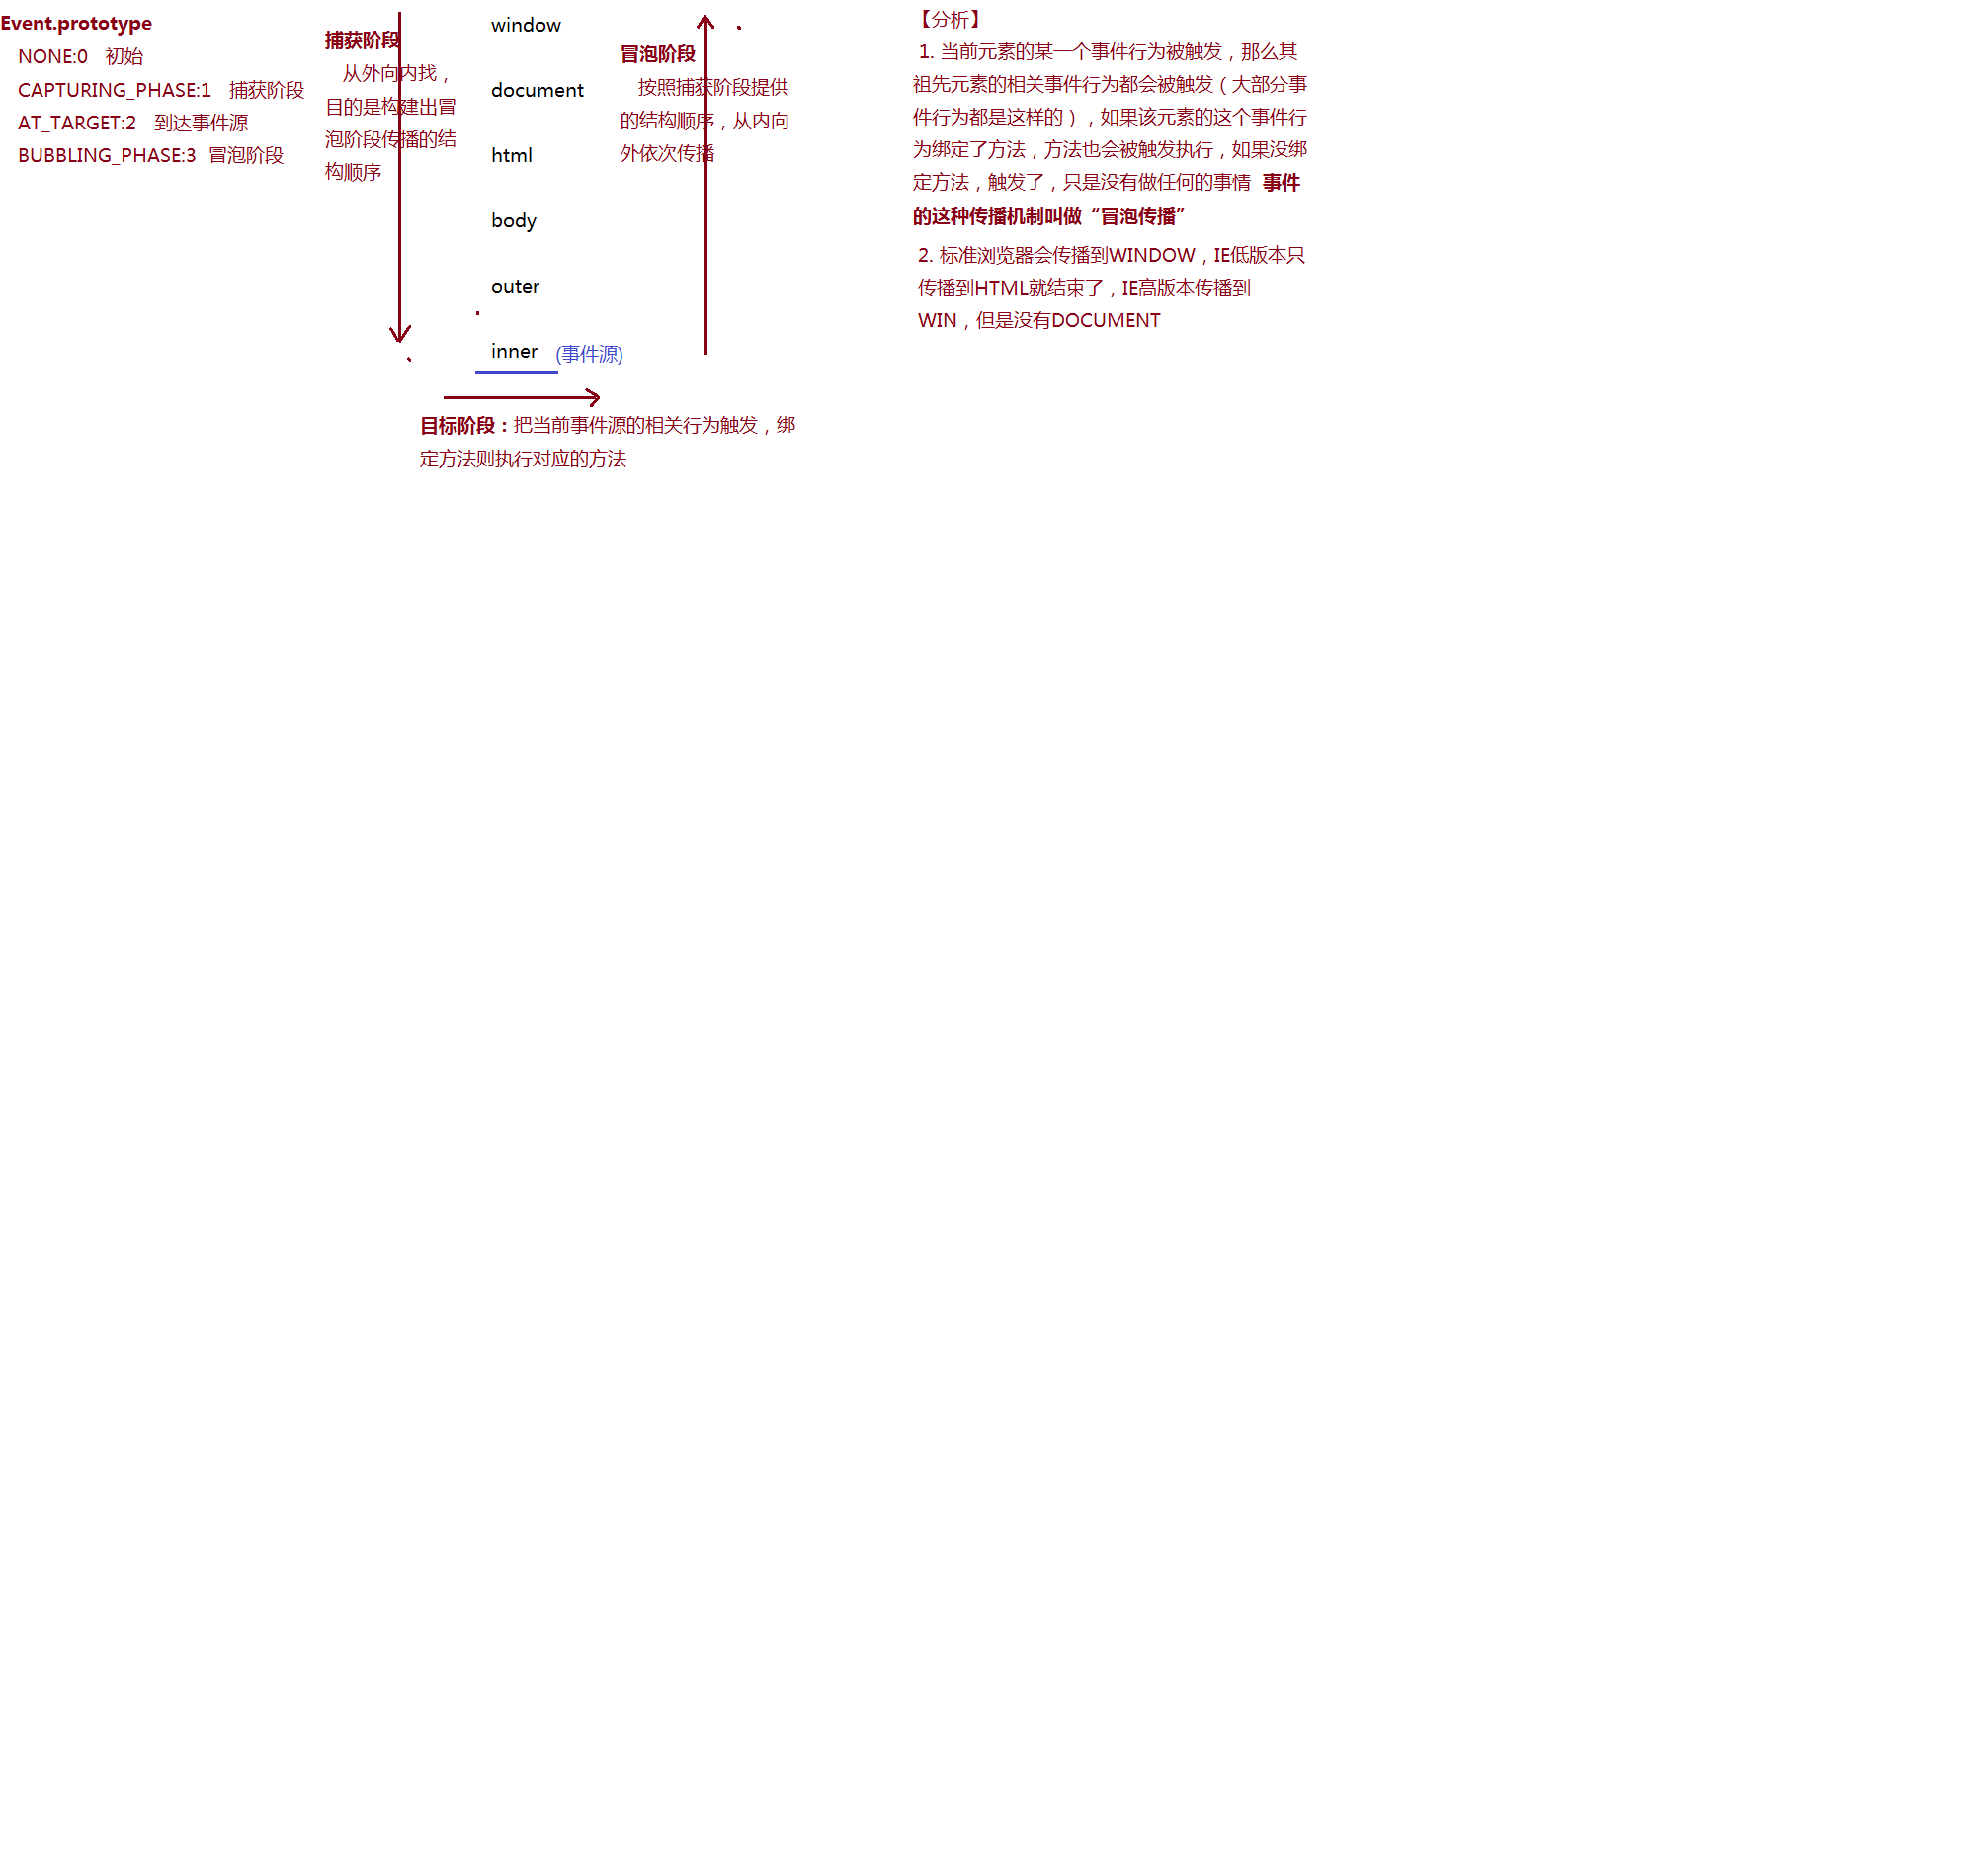 Event.prototype
NONE:0 初始
CAPTURING_PHASE:1 捕获阶段
AT_TARGET:2 到达事件源
BUBBLING_PHASE:3 冒泡阶段
捕获阶段
从外向内找，
目的是构建出冒
泡阶段传播的结
构顺序
window
document
html
body
outer
inner (事件源)
冒泡阶段
按照捕获阶段提供
的结构顺序，从内向
外依次传播
目标阶段：把当前事件源的相关行为触发，绑
定方法则执行对应的方法
【分析】
1. 当前元素的某一个事件行为被触发，那么其
祖先元素的相关事件行为都会被触发（大部分事
件行为都是这样的），如果该元素的这个事件行
为绑定了方法，方法也会被触发执行，如果没绑
定方法，触发了，只是没有做任何的事情 事件
的这种传播机制叫做“冒泡传播”
2. 标准浏览器会传播到WINDOW，IE低版本只
传播到HTML就结束了，IE高版本传播到
WIN，但是没有DOCUMENT